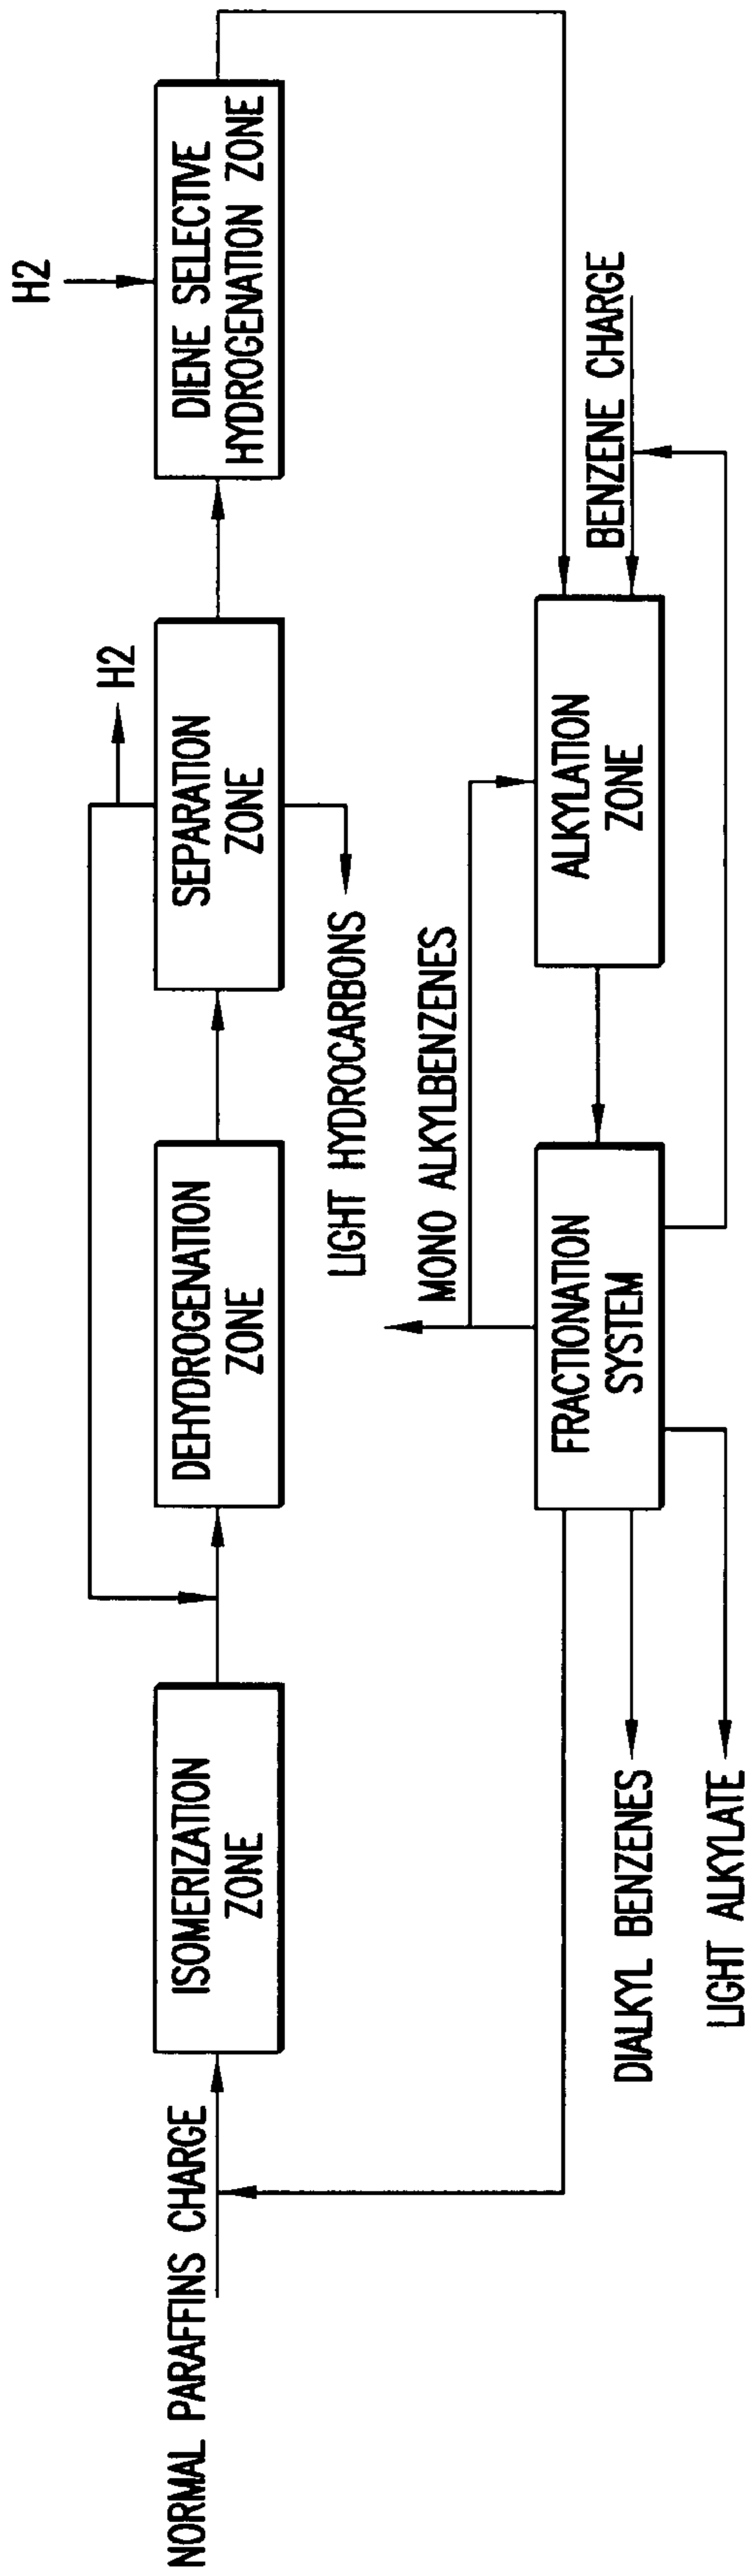 NORMAL PARAFFINS CHARGE
ISOMERIZATION
ZONE
DEHYDROGENATION
ZONE
SEPARATION
ZONE
H2
LIGHT HYDROCARBONS
DIENE SELECTIVE
HYDROGENATION ZONE
H2
BENZENE CHARGE
ALKYLATION
ZONE
MONO ALKYLBENZENES
FRACTIONATION
SYSTEM
DIALKYL BENZENES
LIGHT ALKYLATE